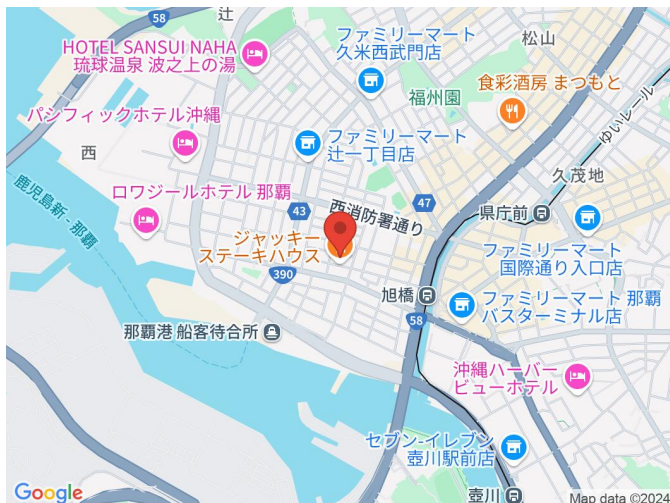 58
辻
HOTEL SANSUI NAHA
琉球温泉 波之上の湯
ファミリーマート
久米西武門店
松山
福州園
食彩酒房 まつもと
パシフィックホテル沖縄
西
ファミリーマート
辻一丁目店
ゆいレール
久茂地
鹿児島新 - 那覇
ロワジールホテル 那覇
43
西消防署通り
47
県庁前
ファミリーマート
国際通り入口店
ジャッキー
ステーキハウス
390
旭橋
ファミリーマート 那覇
バスターミナル店
58
那覇港 船客待合所
沖縄ハーバー
ビューホテル
セブン-イレブン
壺川駅前店
壺川
Google
Map data ©2024